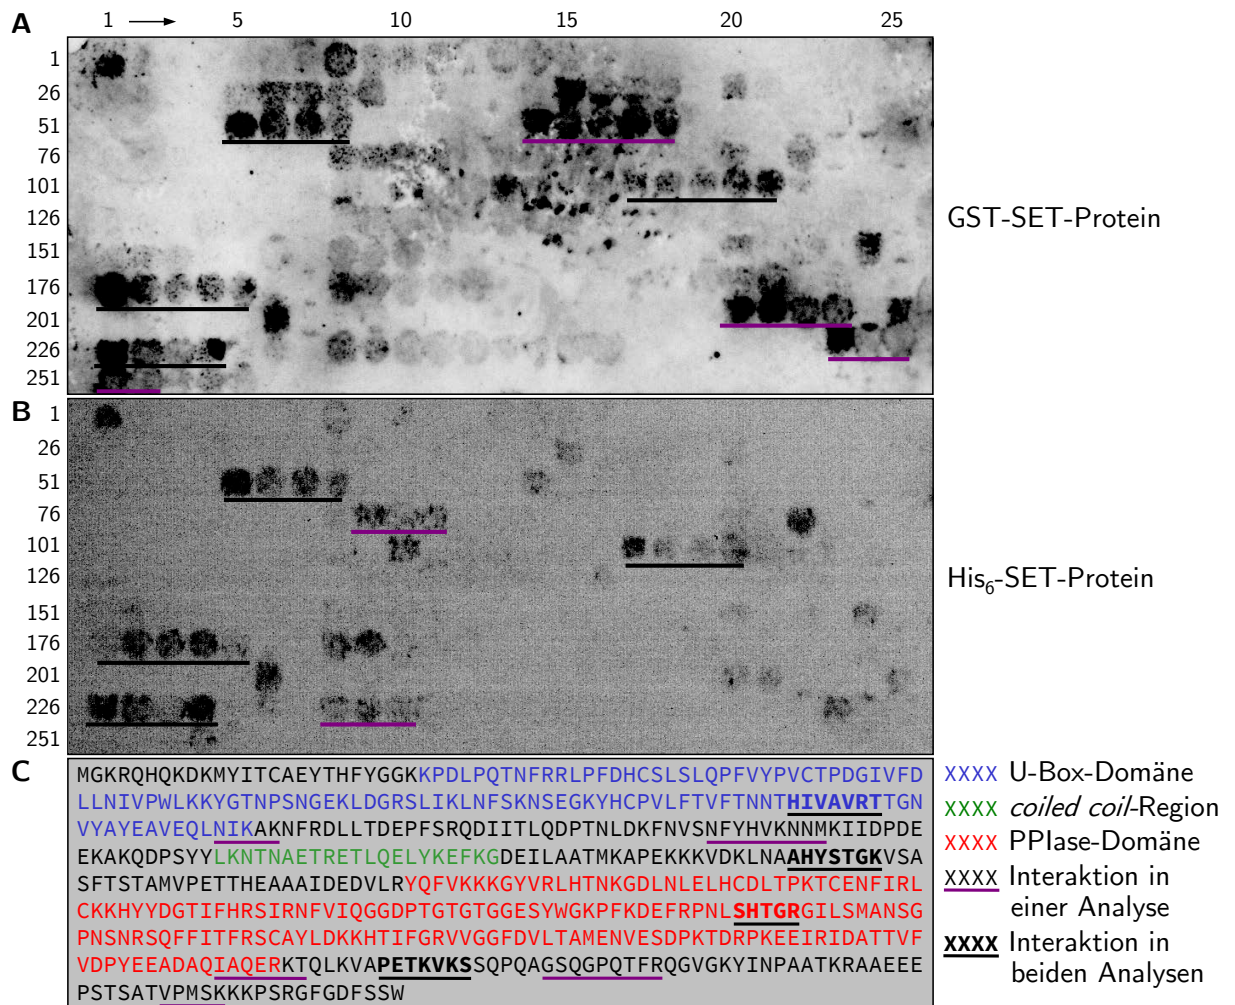 A
1 5 10 15 20 25
1
26
51
76
101
126
151
176
201
226
251
GST-SET-Protein
B
1
26
51
76
101
126
151
176
201
226
251
His6-SET-Protein
C
MGKRQHQKDKMYITCAEYTHFYGGKKPDLPQTNFRRLPFDHCSLSLQPFVYPVCTPDGIVFD
LLNIVPWLKKYGTNPSNGEKLDGRSLIKLNFSKNSEGKYHCPVLFTVFTNNTHIVAVRTTGN
VYAYEAVEQLNIKAKNFRDLLTDEPFSRQDIITLQDPTNLDKFNVSNFYHVKNNMKIIDPDE
EKAKQDPSYYLKNTNAETRETLQELYKEFKGDEILAATMKAPEKKKVDKLNAAHYSTGKVSA
SFTSTAMVPETTHEAAAIDEDVLRYQFVKKKGYVRLHTNKGDLNLELHCDLTPKTCENFIRL
CKKHYYDGTIFHRSIRNFVIQGGDPTGTGTGGESYWGKPFKDEFRPNLSHTGRGILSMANSG
PNSNRSQFFITFRSCAYLDKKHTIFGRVVGGFDVLTAMENVESDPKTDRPKEEIRIDATTVF
VDPYEEADAQIAQERKTQLKVAPETKVKSSQPQAGSQGPQTFRQGVGKYINPAATKRAAEEE
PSTSATVPMSKKKPSRGFGDFSSW
XXXX U-Box-Domäne
XXXX coiled coil-Region
XXXX PPIase-Domäne
XXXX Interaktion in
einer Analyse
XXXX Interaktion in
beiden Analysen